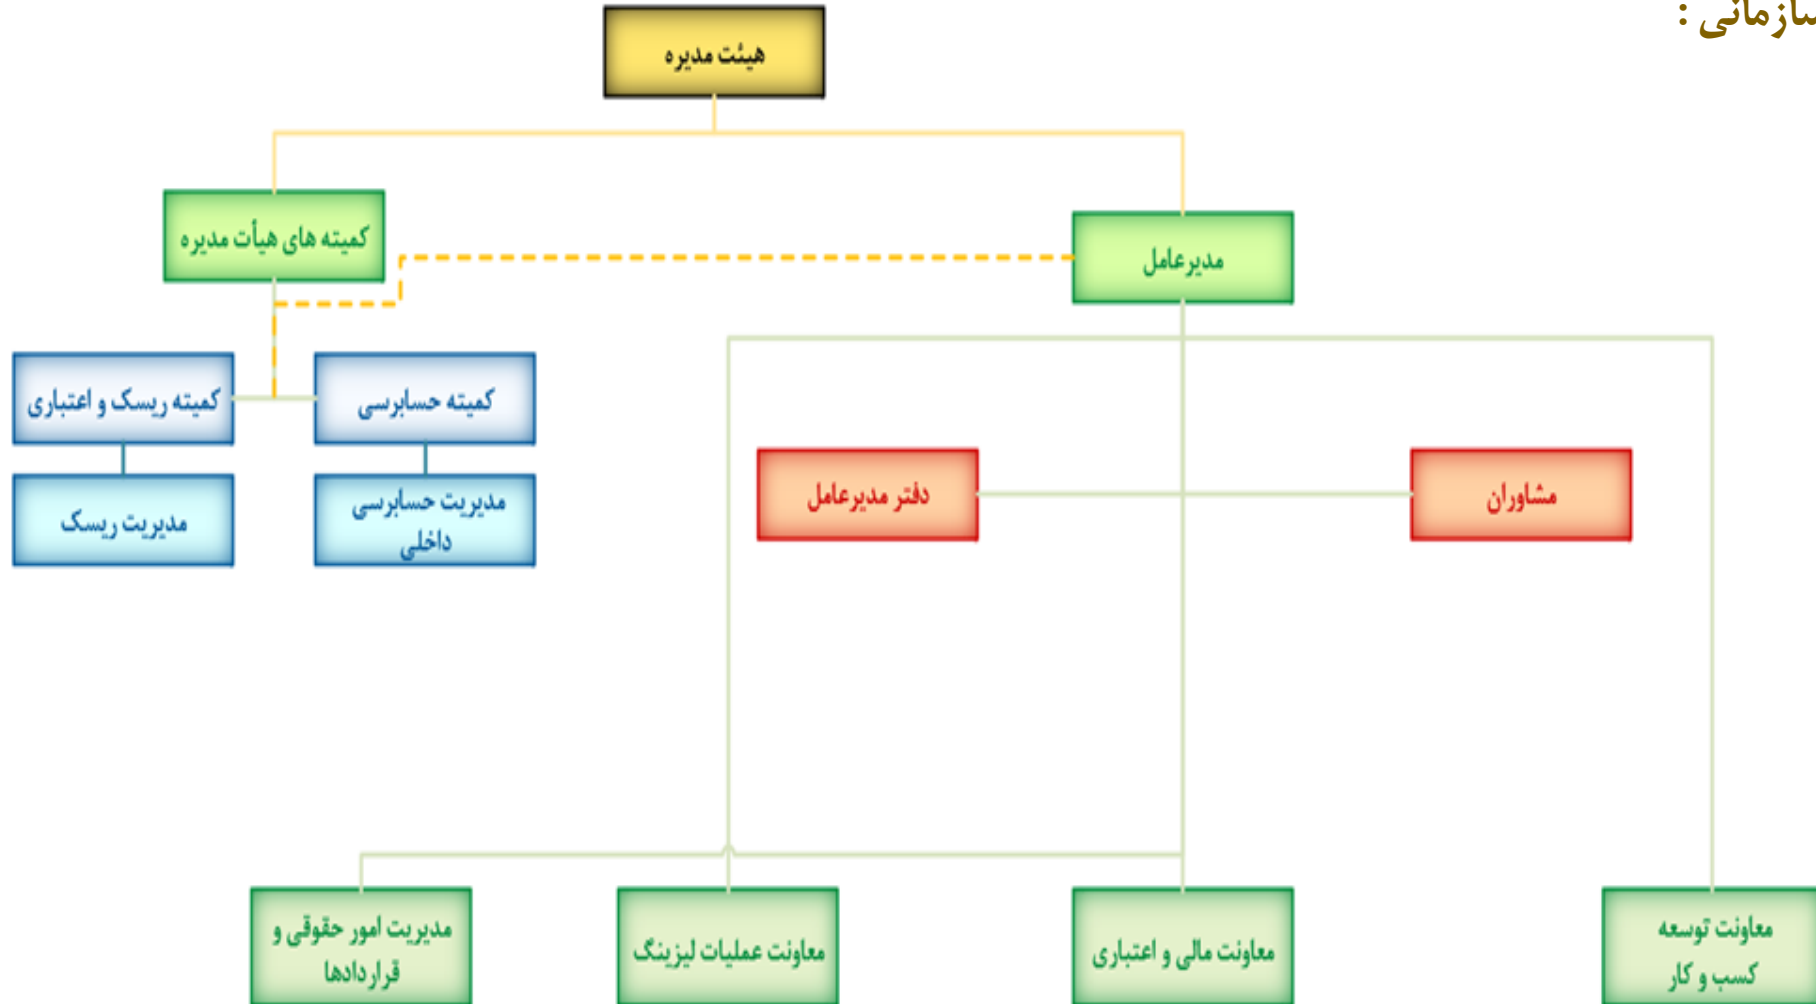 سازمانی :
هیئت مدیره
کمیته های هیأت مدیره
مدیرعامل
کمیته حسابرسی
کمیته ریسک و اعتباری
مدیریت حسابرسی
داخلی
مدیریت ریسک
مشاوران
دفتر مدیرعامل
معاونت توسعه
کسب و کار
معاونت مالی و اعتباری
معاونت عملیات لیزینگ
مدیریت امور حقوقی و
قراردادها